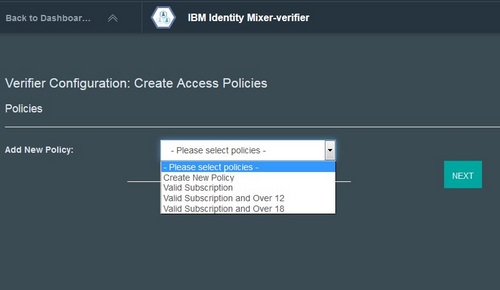 Back to Dashboar...
IBM Identity Mixer-verifier
Verifier Configuration: Create Access Policies
Policies
Add New Policy:
- Please select policies -
- Please select policies -
Create New Policy
Valid Subscription
Valid Subscription and Over 12
Valid Subscription and Over 18
NEXT